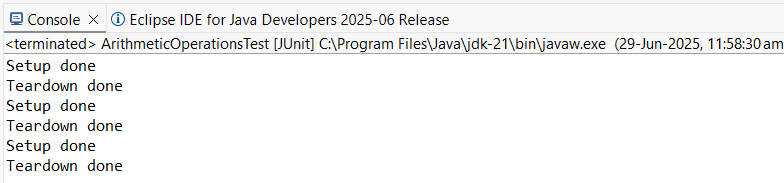 Console
Eclipse IDE for Java Developers 2025-06 Release
<terminated> ArithmeticOperationsTest [JUnit] C:\Program Files\Java\jdk-21\bin\javaw.exe (29-Jun-2025, 11:58:30 am
Setup done
Teardown done
Setup done
Teardown done
Setup done
Teardown done